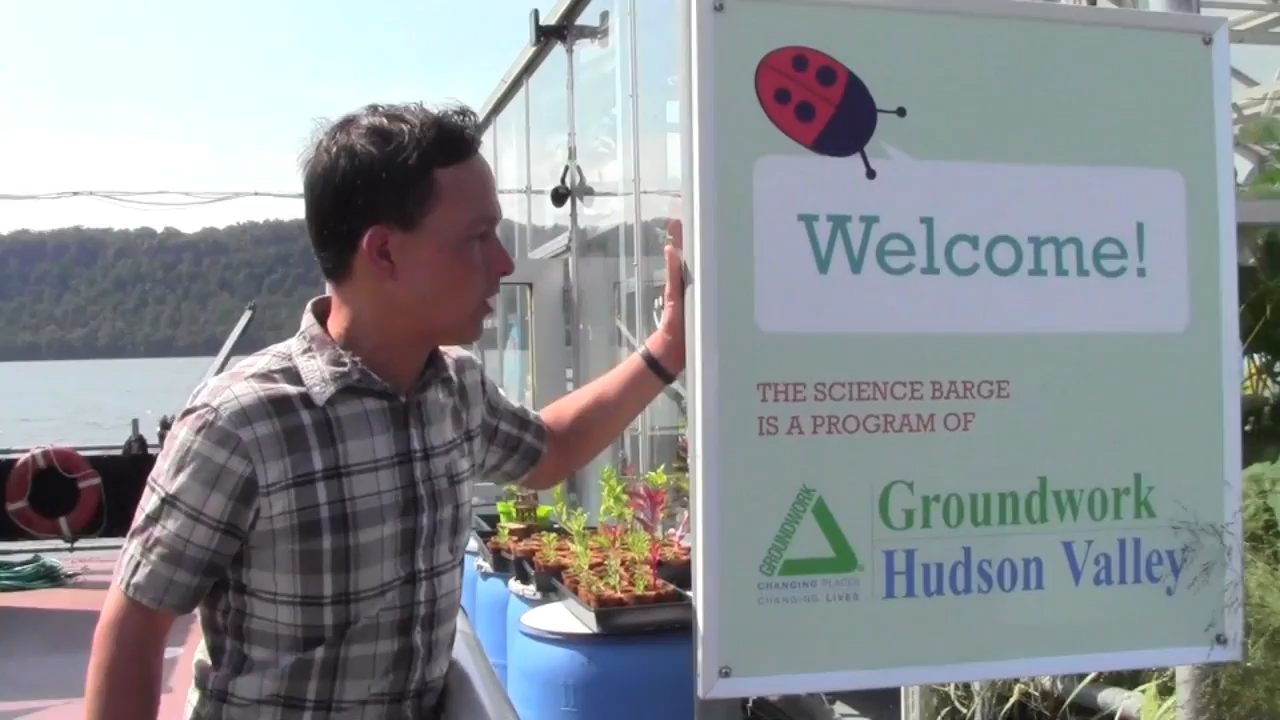 Welcome!
THE SCIENCE BARGE
IS A PROGRAM OF
GROUNDWORK
CHANGING PLACES
CHANGING LIVES
Groundwork
Hudson Valley